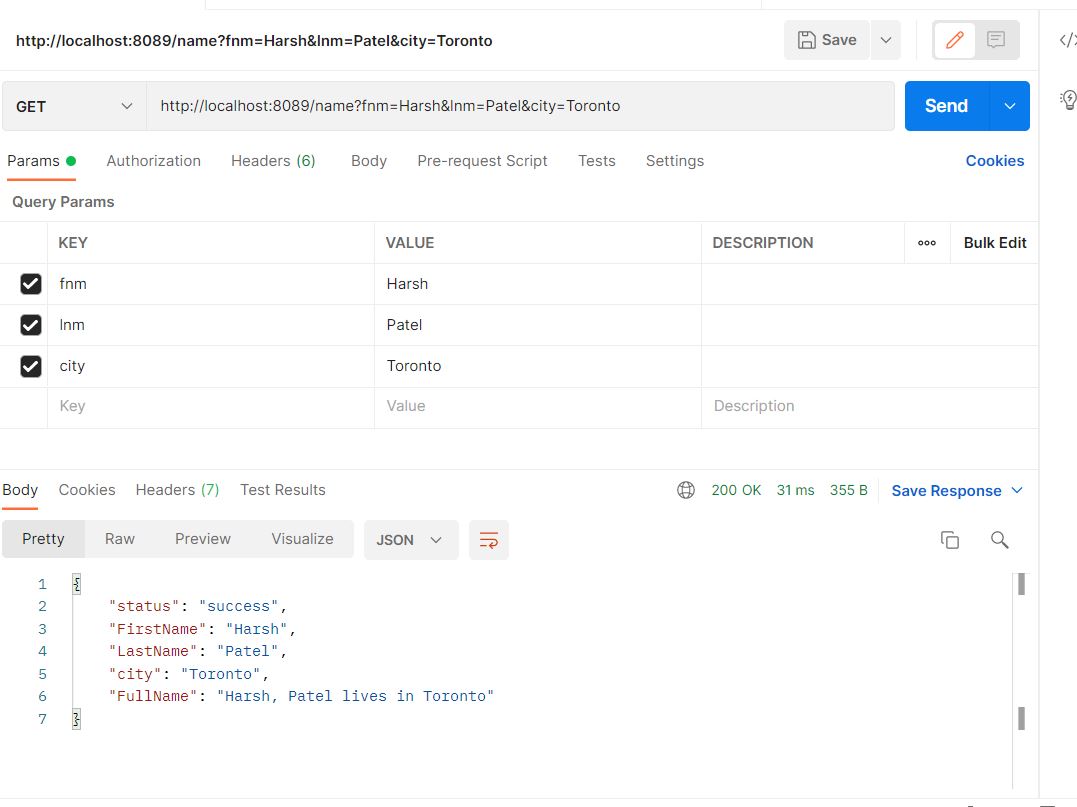 http://localhost:8089/name?fnm=Harsh&lnm=Patel&city=Toronto Save
GET http://localhost:8089/name?fnm=Harsh&lnm=Patel&city=Toronto Send
Params Authorization Headers (6) Body Pre-request Script Tests Settings Cookies
Query Params
KEY VALUE DESCRIPTION ooo Bulk Edit
fnm Harsh
lnm Patel
city Toronto
Key Value Description
Body Cookies Headers (7) Test Results 200 OK 31 ms 355 B Save Response
Pretty Raw Preview Visualize JSON
1 {
2 "status": "success",
3 "FirstName": "Harsh",
4 "LastName": "Patel",
5 "city": "Toronto",
6 "FullName": "Harsh, Patel lives in Toronto"
7 }